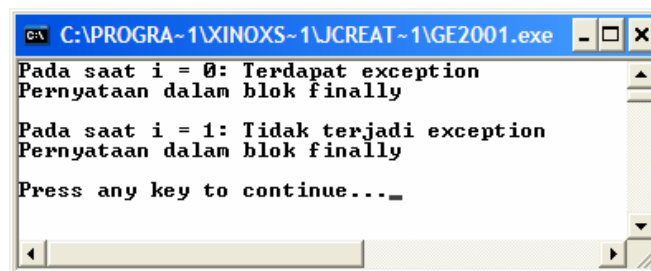 C:\PROGRA~1\XINOXS~1\JCREAT~1\GE2001.exe
Pada saat i = 0: Terdapat exception
Pernyataan dalam blok finally
Pada saat i = 1: Tidak terjadi exception
Pernyataan dalam blok finally
Press any key to continue..._